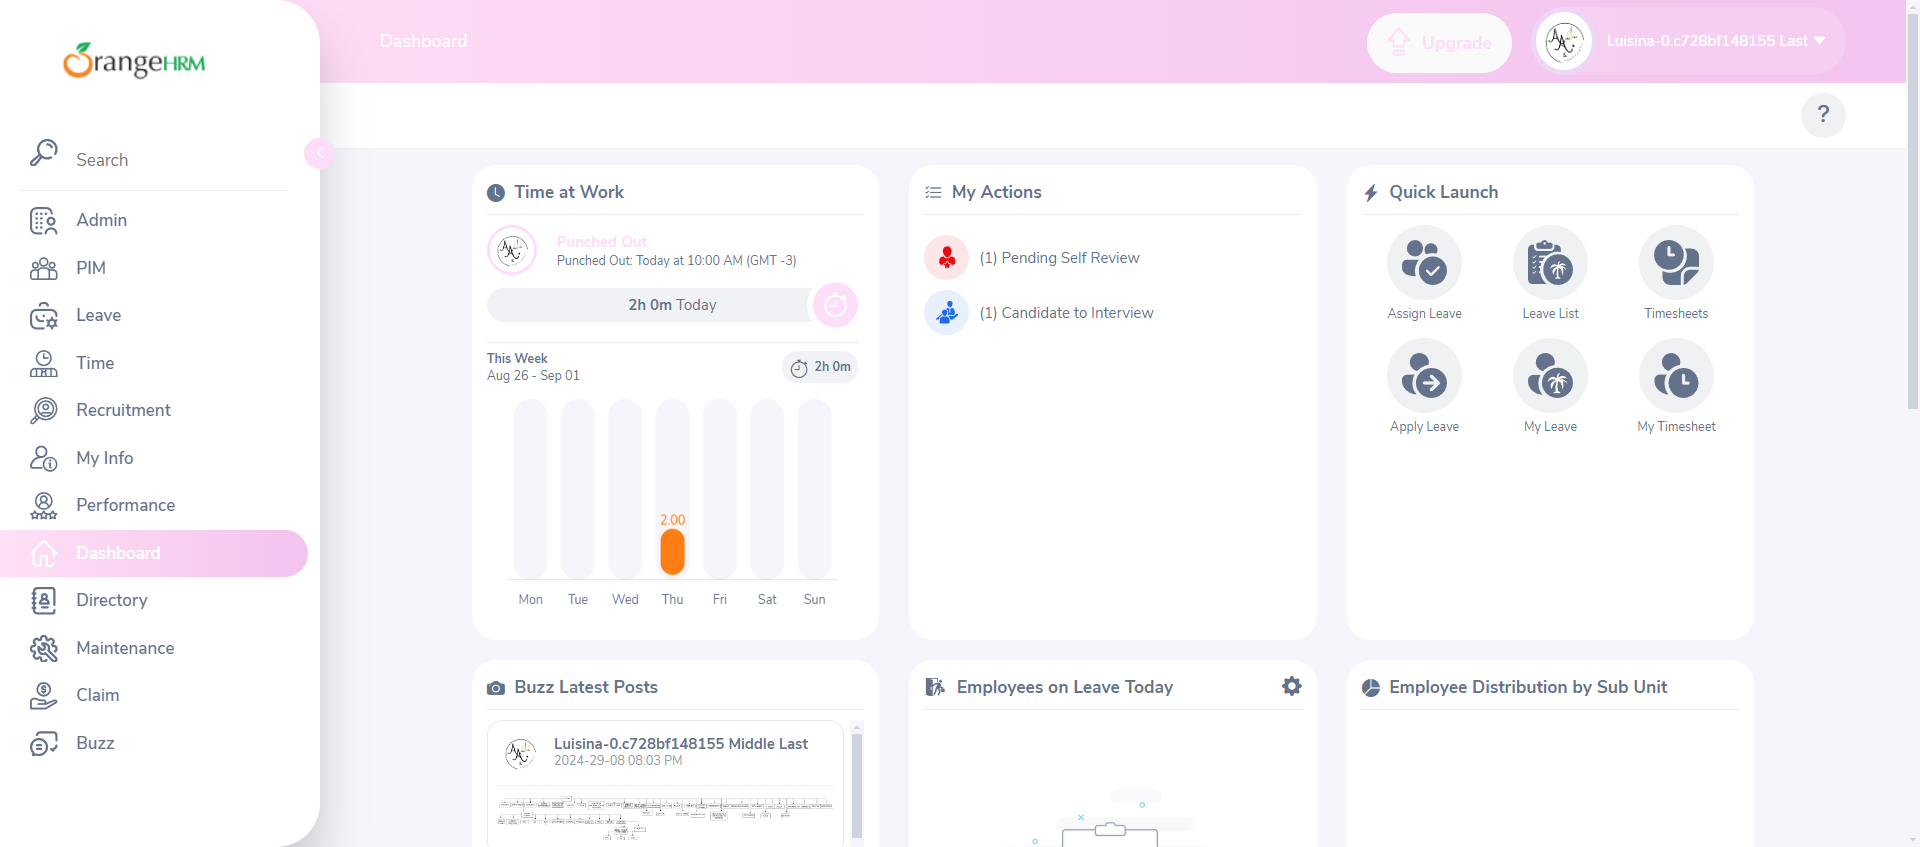 OrangeHRM
Search
Admin
PIM
Leave
Time
Recruitment
My Info
Performance
Dashboard
Directory
Maintenance
Claim
Buzz
Dashboard
Upgrade
Luisina-0.c728bf148155 Last
?
Time at Work
Punched Out
Punched Out: Today at 10:00 AM (GMT -3)
2h 0m Today
This Week
Aug 26 - Sep 01
2h 0m
2.00
Mon Tue Wed Thu Fri Sat Sun
My Actions
(1) Pending Self Review
(1) Candidate to Interview
Quick Launch
Assign Leave
Leave List
Timesheets
Apply Leave
My Leave
My Timesheet
Buzz Latest Posts
Luisina-0.c728bf148155 Middle Last
2024-29-08 08:03 PM
Employees on Leave Today
Employee Distribution by Sub Unit